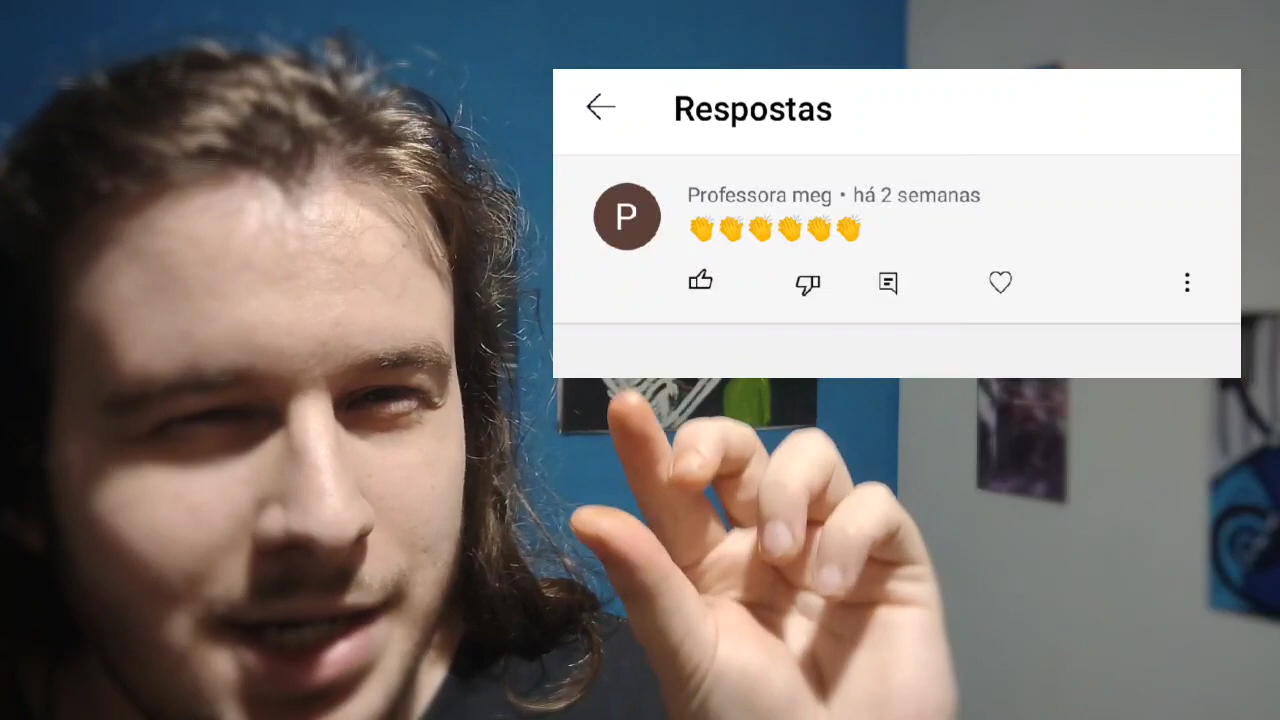 Respostas
P
Professora meg • há 2 semanas
👏👏👏👏👏👏